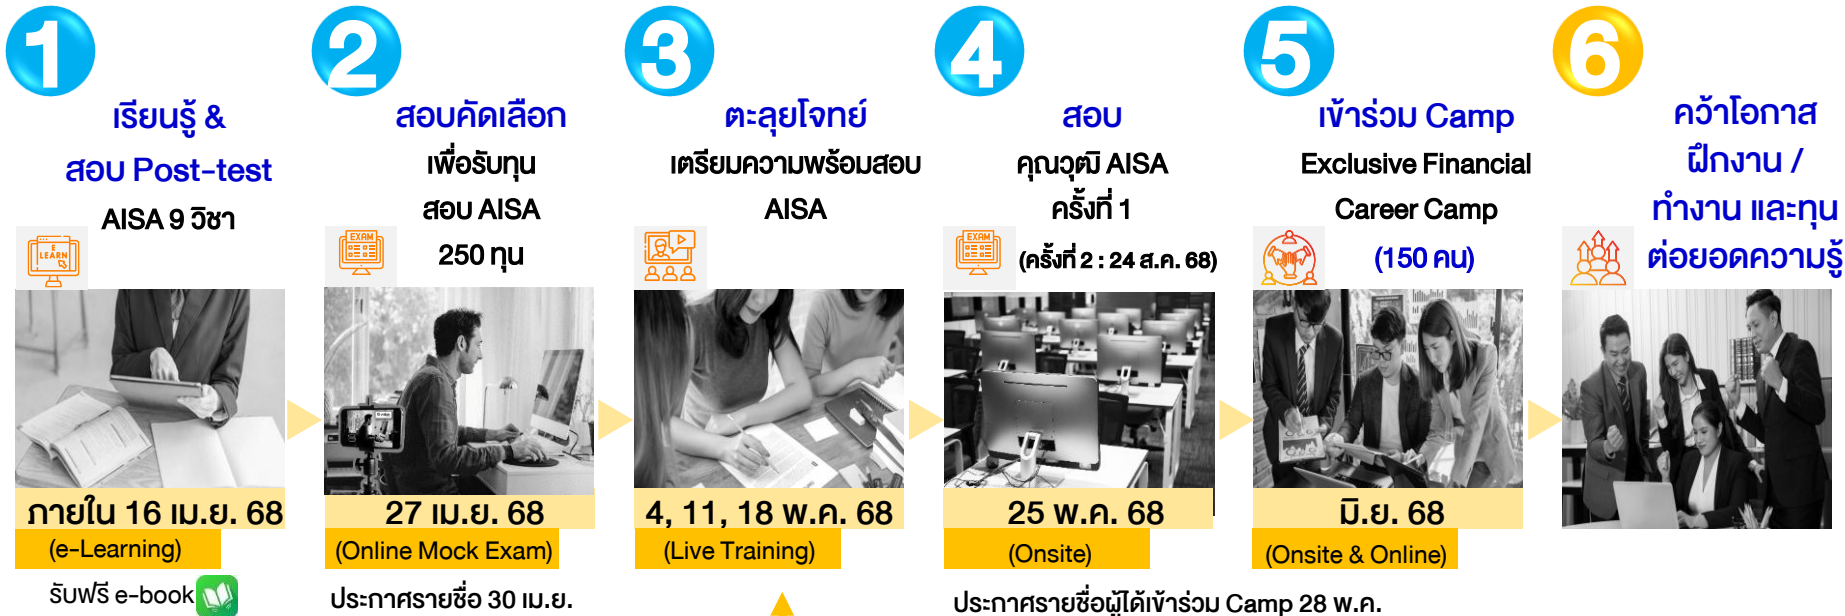 1
เรียนรู้ &
สอบ Post-test
AISA 9 วิชา
E
LEARN
ภายใน 16 เม.ย. 68
(e-Learning)
รับฟรี e-book
2
สอบคัดเลือก
เพื่อรับทุน
สอบ AISA
250 ทุน
EXAM
27 เม.ย. 68
(Online Mock Exam)
ประกาศรายชื่อ 30 เม.ย.
3
ตะลุยโจทย์
เตรียมความพร้อมสอบ
AISA
4, 11, 18 พ.ค. 68
(Live Training)
4
สอบ
คุณวุฒิ AISA
ครั้งที่ 1
(ครั้งที่ 2 : 24 ส.ค. 68)
EXAM
25 พ.ค. 68
(Onsite)
ประกาศรายชื่อผู้ได้เข้าร่วม Camp 28 พ.ค.
5
เข้าร่วม Camp
Exclusive Financial
Career Camp
(150 คน)
มิ.ย. 68
(Onsite & Online)
6
คว้าโอกาส
ฝึกงาน /
ทำงาน และทุน
ต่อยอดความรู้